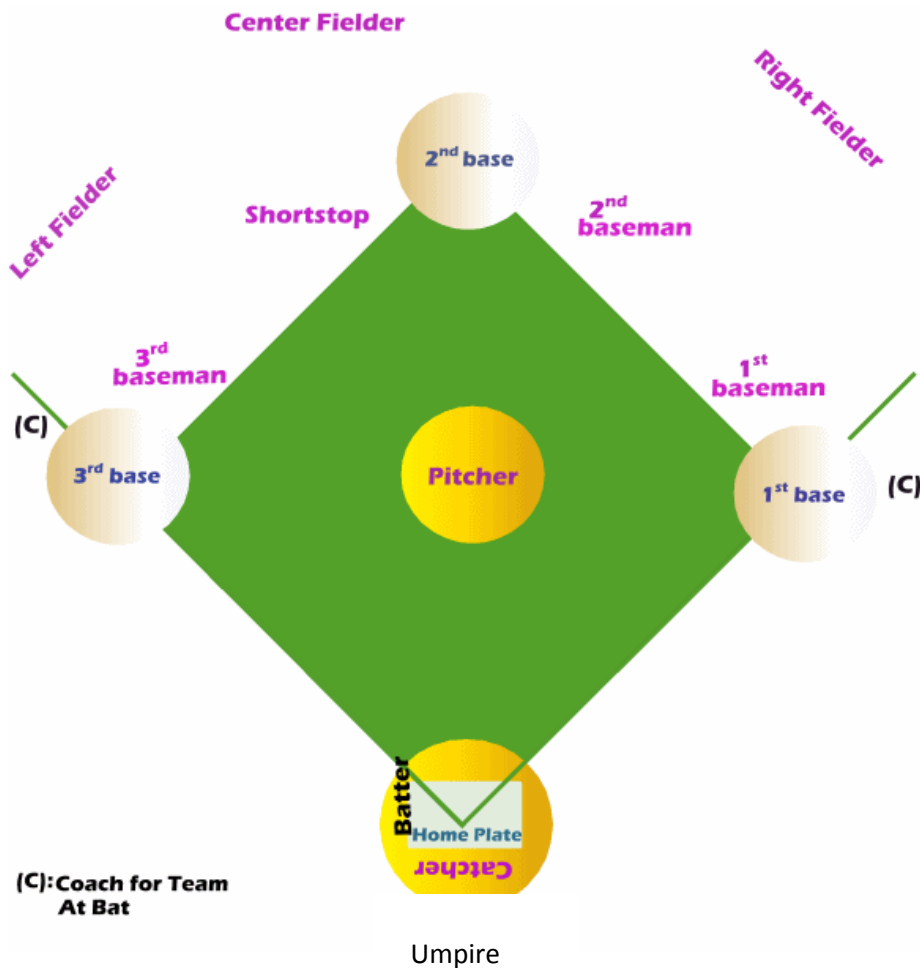 Center Fielder
Right Fielder
2nd base
Left Fielder
Shortstop
2nd
baseman
3rd
baseman
1st
baseman
(C)
3rd base
Pitcher
1st base
(C)
Batter
Home Plate
Catcher
(C):Coach for Team
At Bat
Umpire